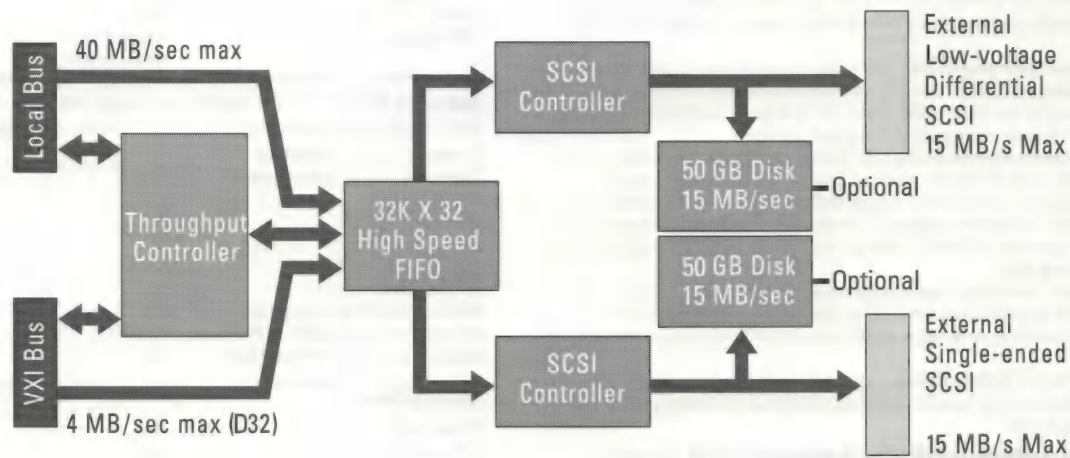 40 MB/sec max
Local Bus
Throughput
Controller
VXI Bus
4 MB/sec max (D32)
32K X 32
High Speed
FIFO
SCSI
Controller
External
Low-voltage
Differential
SCSI
15 MB/s Max
50 GB Disk
15 MB/sec
Optional
50 GB Disk
15 MB/sec
Optional
SCSI
Controller
External
Single-ended
SCSI
15 MB/s Max